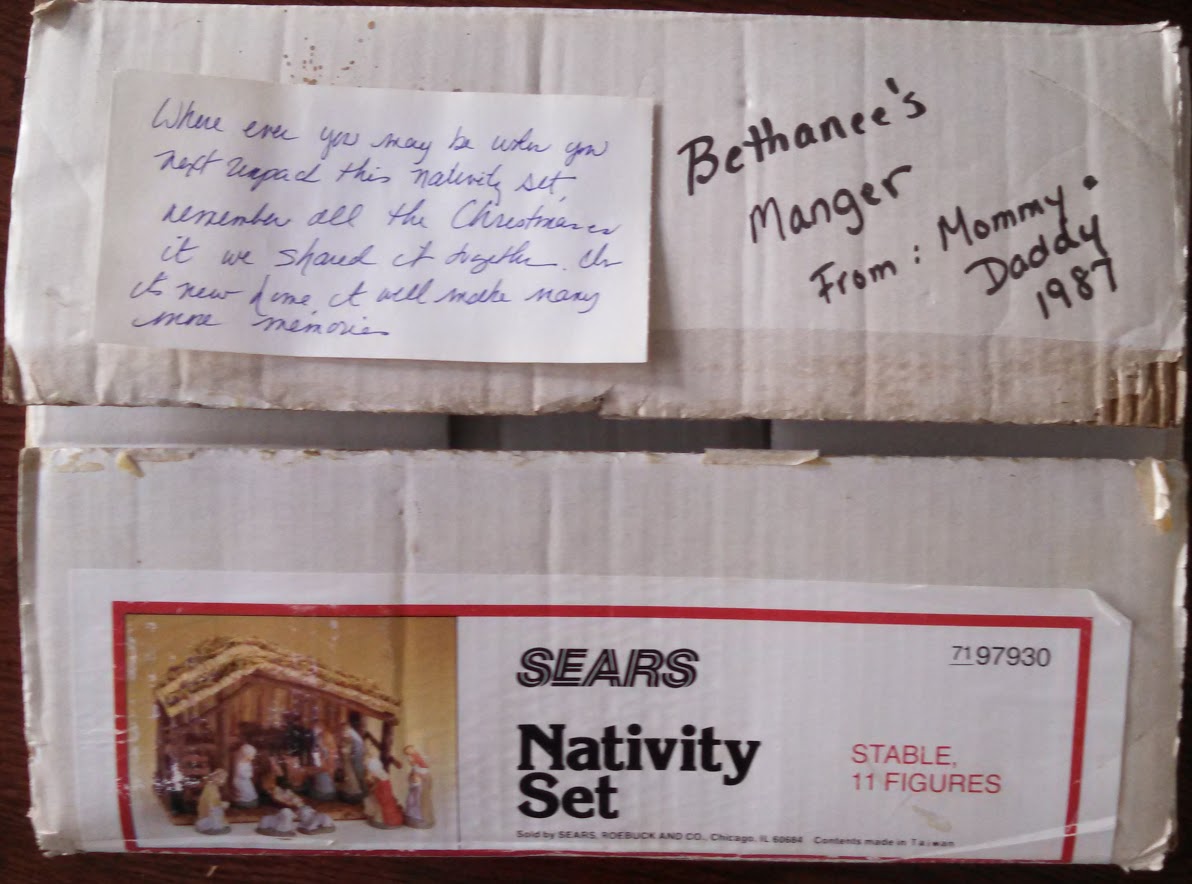 Where ever you may be when you
next unpack this nativity set,
remember all the Christmases
it we shared it together. In
its new home, it will make many
more memories
Bethanee's
Manger
From: Mommy •
Daddy
1987
SEARS
7197930
Nativity
Set
STABLE,
11 FIGURES
Sold by SEARS, ROEBUCK AND CO., Chicago, IL 60684 Contents made in Taiwan